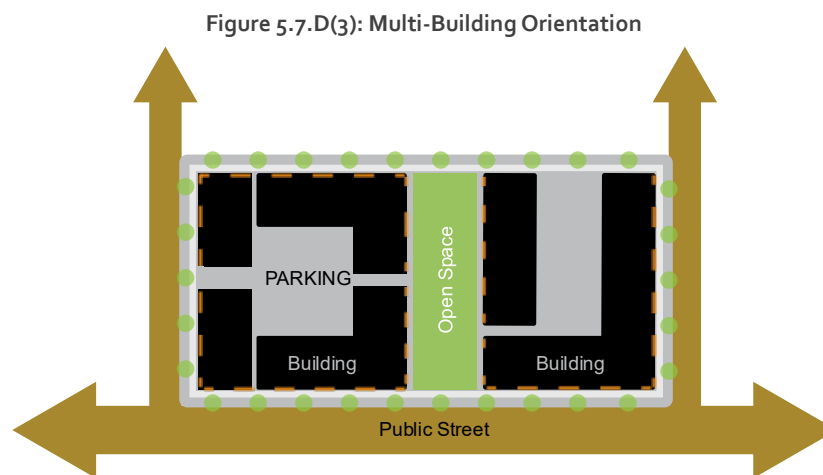 Figure 5.7.D(3): Multi-Building Orientation
PARKING
Open Space
Building
Building
Public Street